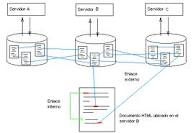 Servidor A
Servidor B
Servidor C
Enlace
externo
Enlace
interno
Documento HTML ubicado en el
servidor B